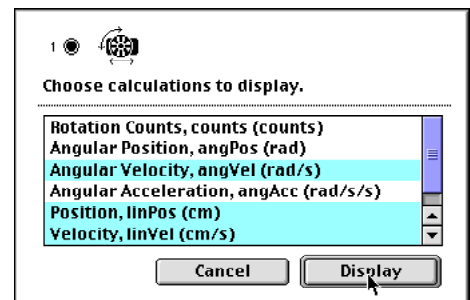 1
Choose calculations to display.
Rotation Counts, counts (counts)
Angular Position, angPos (rad)
Angular Velocity, angVel (rad/s)
Angular Acceleration, angAcc (rad/s/s)
Position, linPos (cm)
Velocity, linVel (cm/s)
Cancel Display